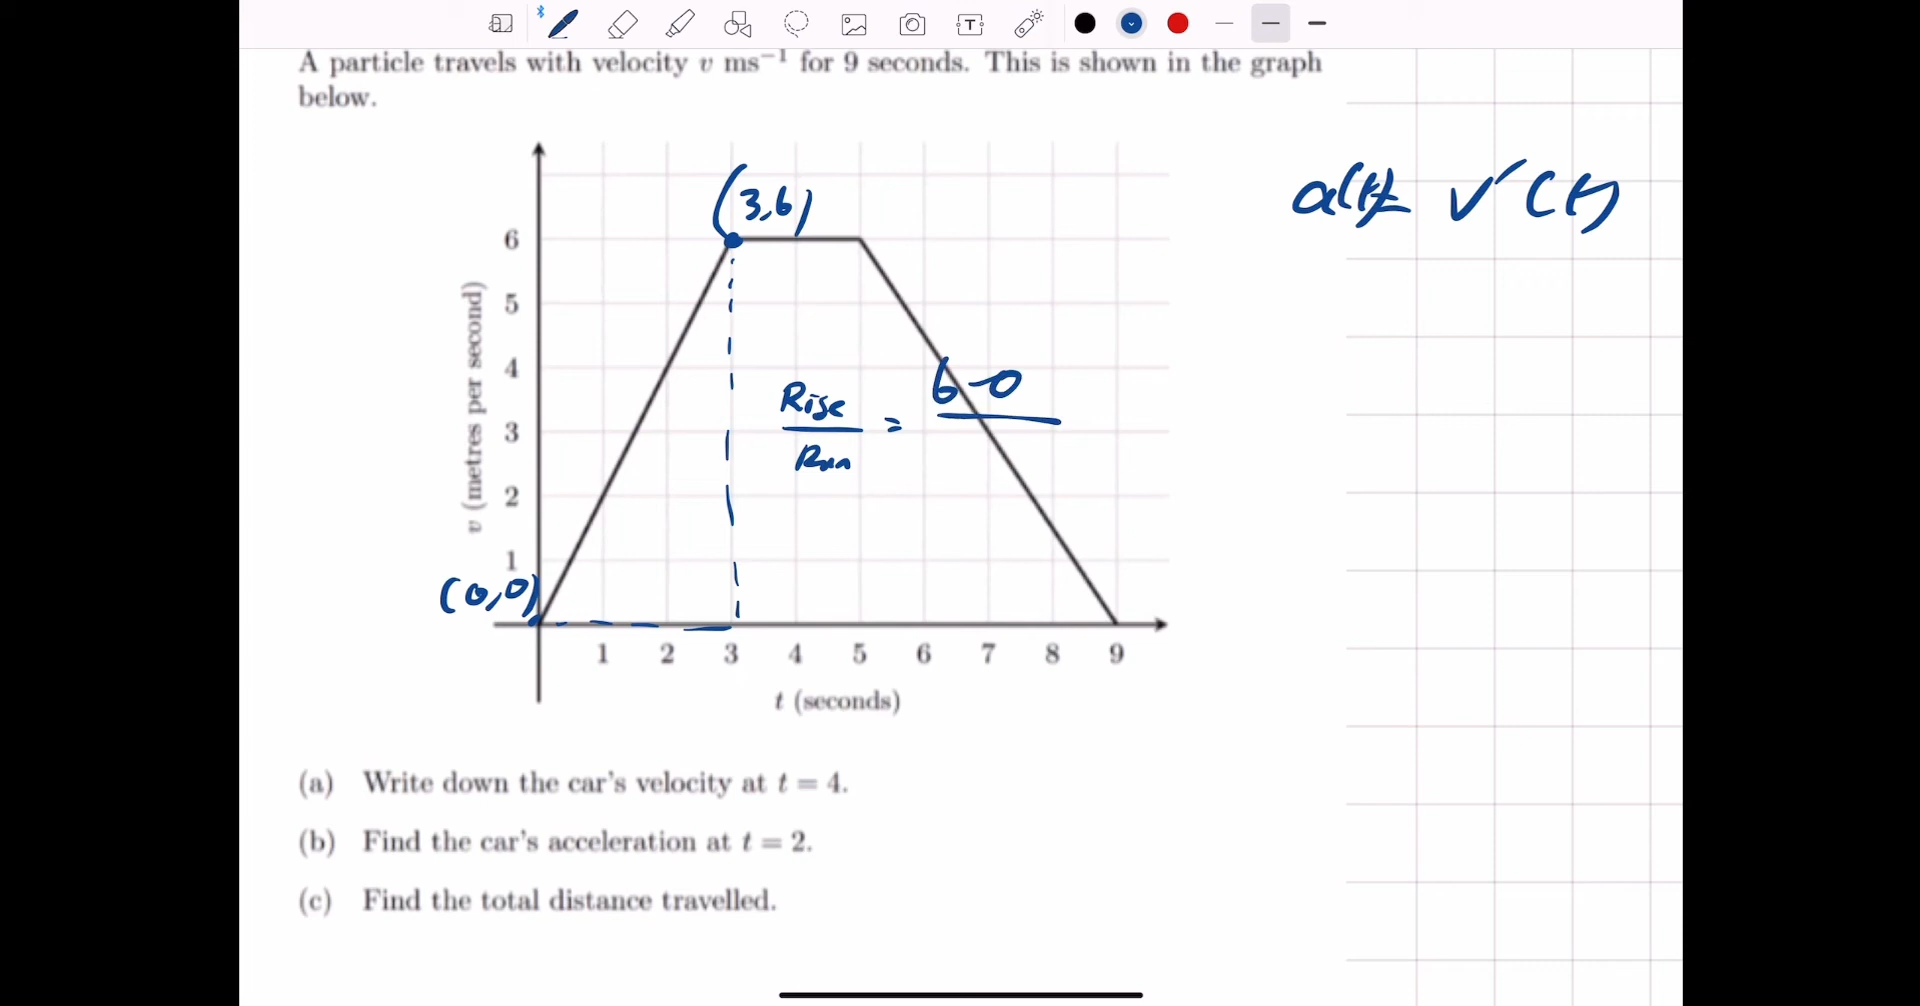 T
A particle travels with velocity v ms⁻¹ for 9 seconds. This is shown in the graph
below.
(3,6)
a(t)= v'(t)
6
5
4
3
2
1
v (metres per second)
Rise
Run
=
6-0
(0,0)
1 2 3 4 5 6 7 8 9
t (seconds)
(a) Write down the car's velocity at t = 4.
(b) Find the car's acceleration at t = 2.
(c) Find the total distance travelled.